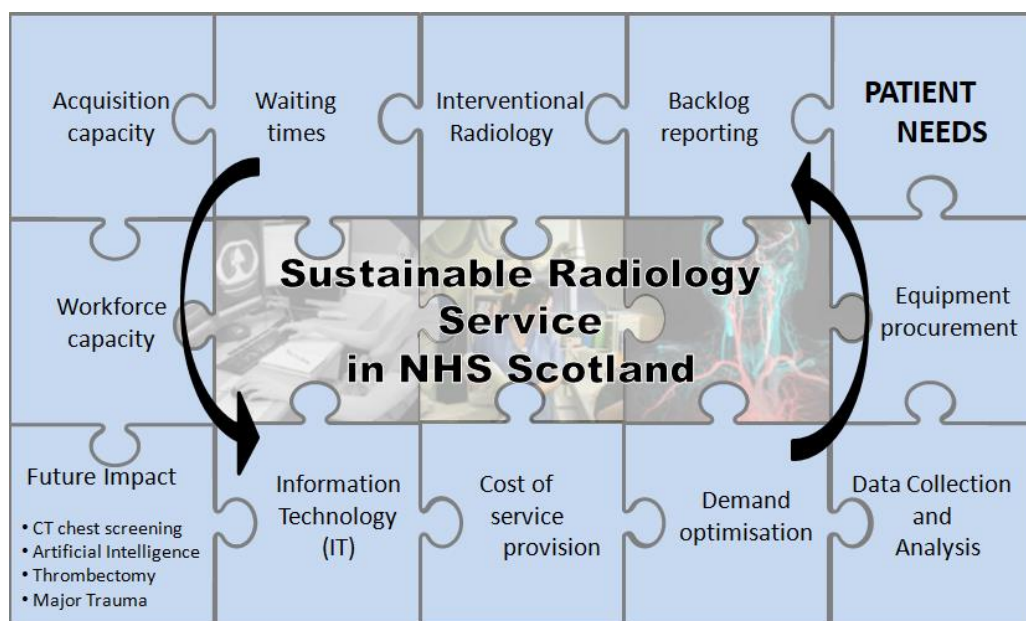 Acquisition
capacity
Waiting
times
Interventional
Radiology
Backlog
reporting
PATIENT
NEEDS
Workforce
capacity
Sustainable Radiology
Service
in NHS Scotland
Equipment
procurement
Future Impact
• CT chest screening
• Artificial Intelligence
• Thrombectomy
• Major Trauma
Information
Technology
(IT)
Cost of
service
provision
Demand
optimisation
Data Collection
and
Analysis